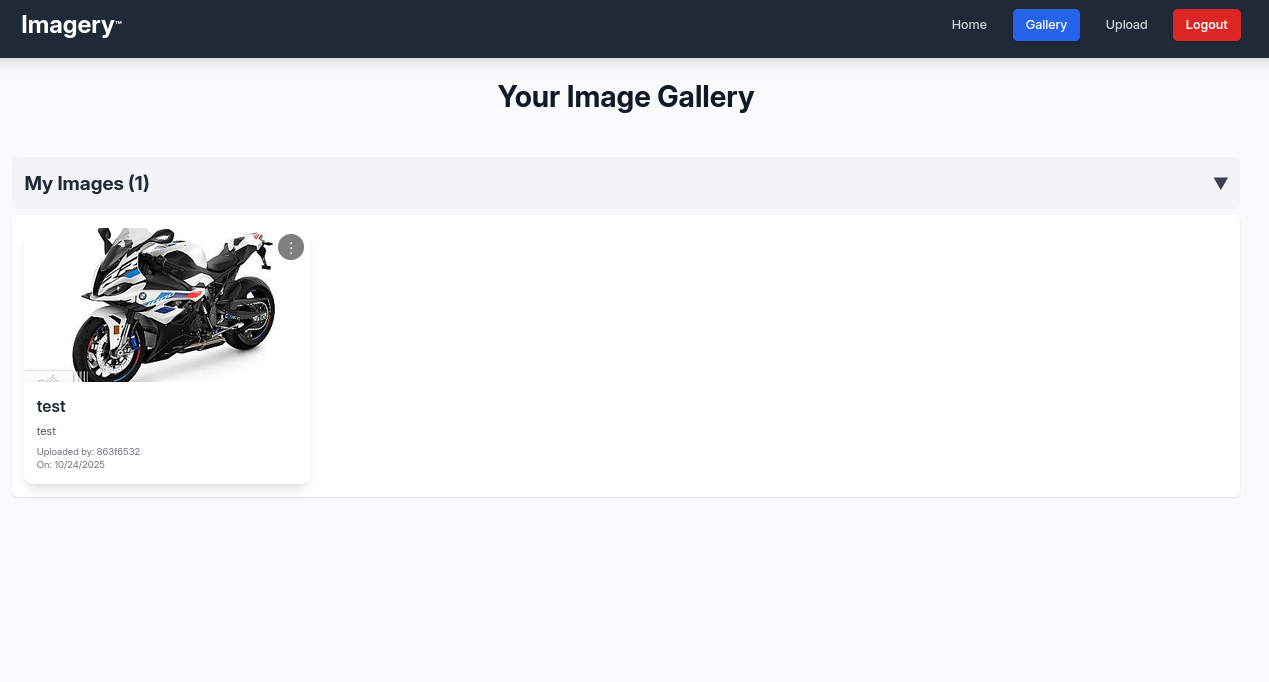 Imagery™
Home
Gallery
Upload
Logout
Your Image Gallery
My Images (1)
test
test
Uploaded by: 863f6532
On: 10/24/2025